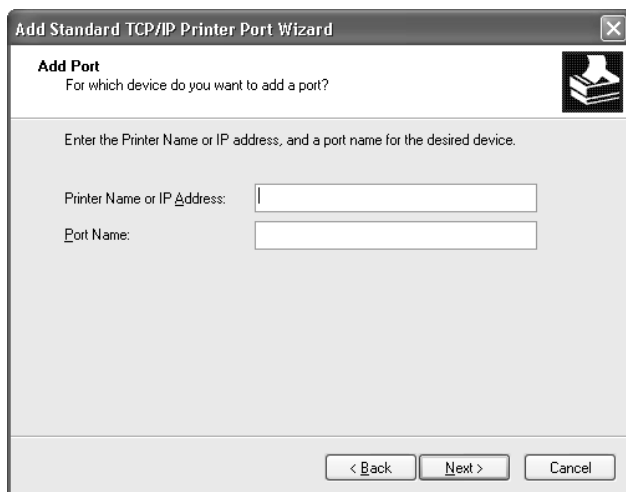 Add Standard TCP/IP Printer Port Wizard
Add Port
For which device do you want to add a port?
Enter the Printer Name or IP address, and a port name for the desired device.
Printer Name or IP Address:
Port Name:
< Back Next > Cancel